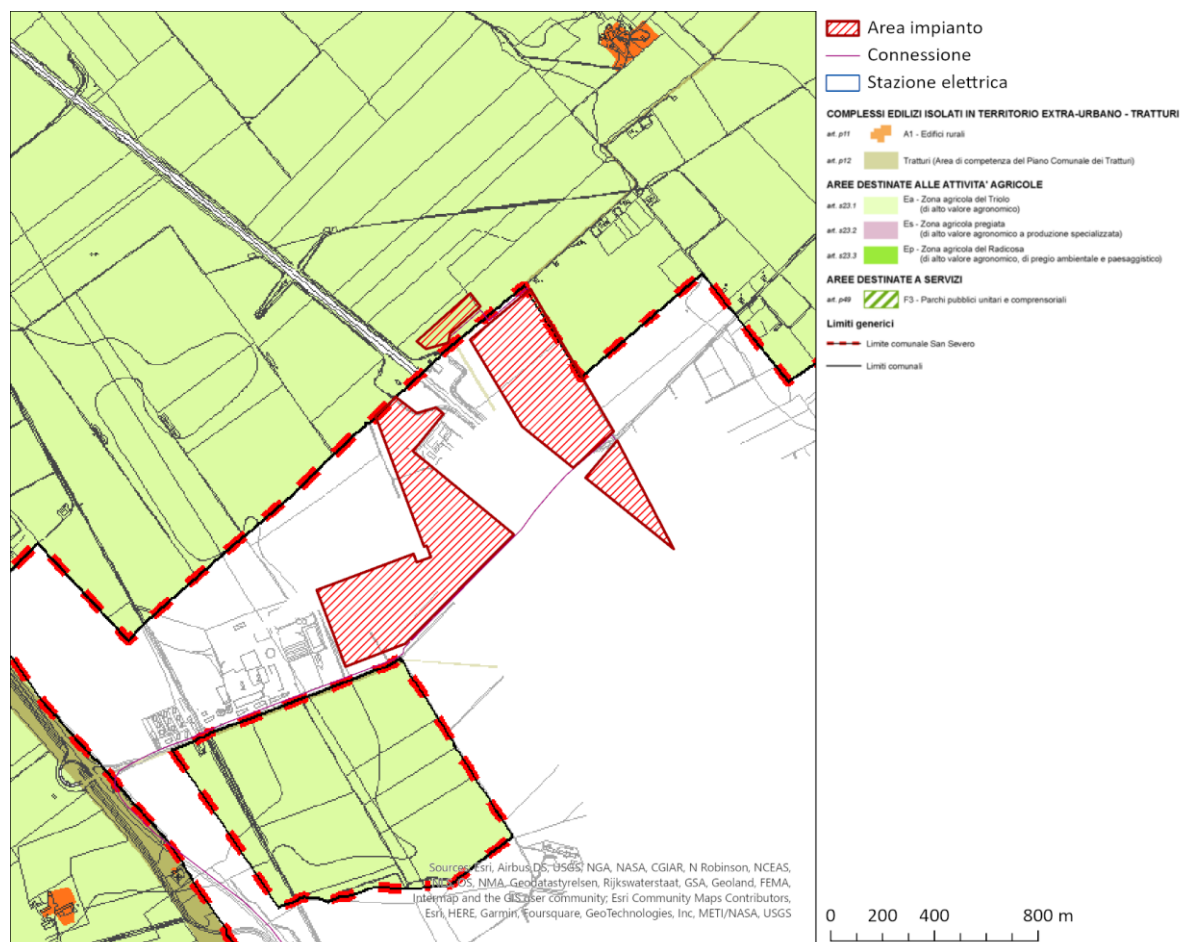 Area impianto
Connessione
Stazione elettrica
COMPLESSI EDILIZI ISOLATI IN TERRITORIO EXTRA-URBANO - TRATTURI
art. p11 A1 - Edifici rurali
art. p12 Tratturi (Area di competenza del Piano Comunale dei Tratturi)
AREE DESTINATE ALLE ATTIVITA' AGRICOLE
art. s23.1 Ea - Zona agricola del Triolo
(di alto valore agronomico)
art. s23.2 Es - Zona agricola pregiata
(di alto valore agronomico a produzione specializzata)
art. s23.3 Ep - Zona agricola del Radicosa
(di alto valore agronomico, di pregio ambientale e paesaggistico)
AREE DESTINATE A SERVIZI
art. p49 F3 - Parchi pubblici unitari e comprensoriali
Limiti generici
Limite comunale San Severo
Limiti comunali
Sources: Esri, Airbus DS, USGS, NGA, NASA, CGIAR, N Robinson, NCEAS,
NMA, Geodatastyrelsen, Rijkswaterstaat, GSA, Geoland, FEMA,
Intermap and the GIS user community; Esri Community Maps Contributors,
Esri, HERE, Garmin, Foursquare, GeoTechnologies, Inc, METI/NASA, USGS
0 200 400 800 m